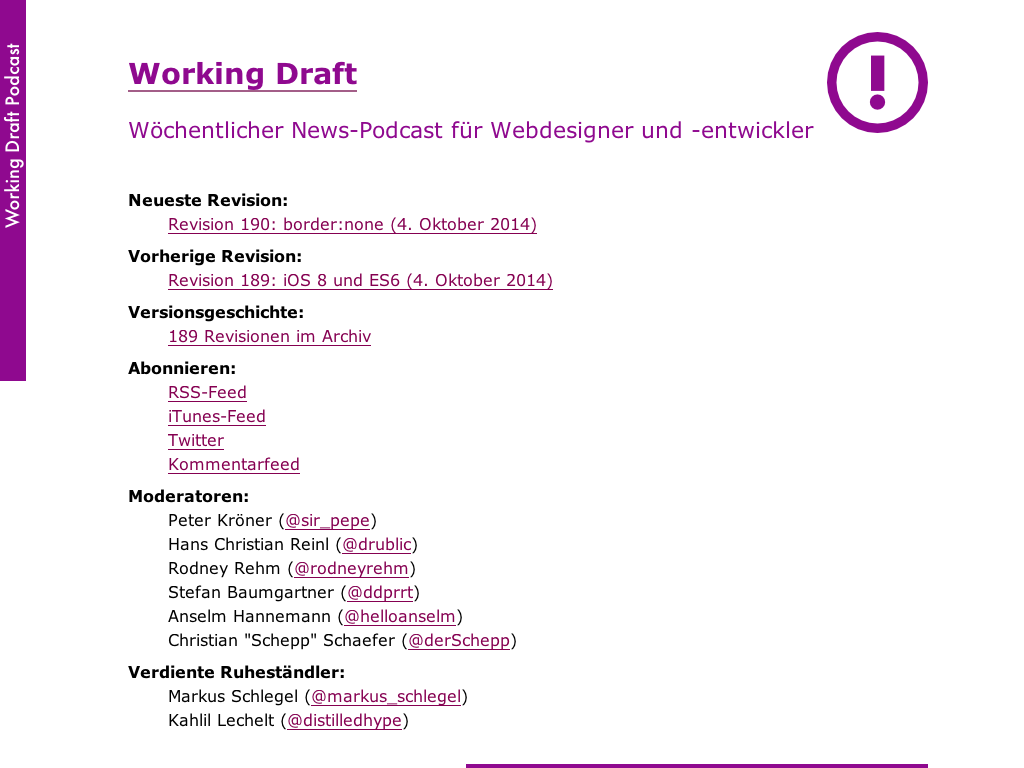 Working Draft Podcast
Working Draft
Wöchentlicher News-Podcast für Webdesigner und -entwickler
Neueste Revision:
Revision 190: border:none (4. Oktober 2014)
Vorherige Revision:
Revision 189: iOS 8 und ES6 (4. Oktober 2014)
Versionsgeschichte:
189 Revisionen im Archiv
Abonnieren:
RSS-Feed
iTunes-Feed
Twitter
Kommentarfeed
Moderatoren:
Peter Kröner (@sir_pepe)
Hans Christian Reinl (@drublic)
Rodney Rehm (@rodneyrehm)
Stefan Baumgartner (@ddprrt)
Anselm Hannemann (@helloanselm)
Christian "Schepp" Schaefer (@derSchepp)
Verdiente Ruheständler:
Markus Schlegel (@markus_schlegel)
Kahlil Lechelt (@distilledhype)